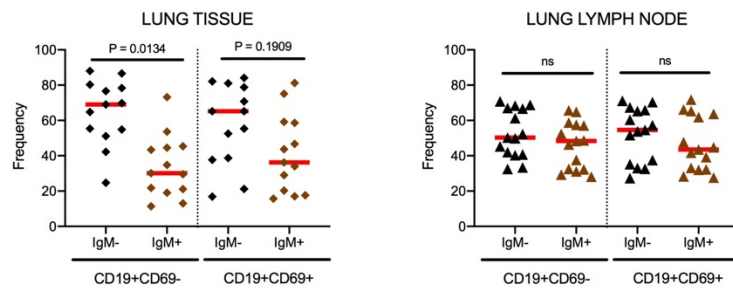 LUNG TISSUE
P = 0.0134
P = 0.1909
Frequency
100
80
60
40
20
0
IgM-
IgM+
IgM-
IgM+
CD19+CD69-
CD19+CD69+
LUNG LYMPH NODE
ns
ns
Frequency
100
80
60
40
20
0
IgM-
IgM+
IgM-
IgM+
CD19+CD69-
CD19+CD69+